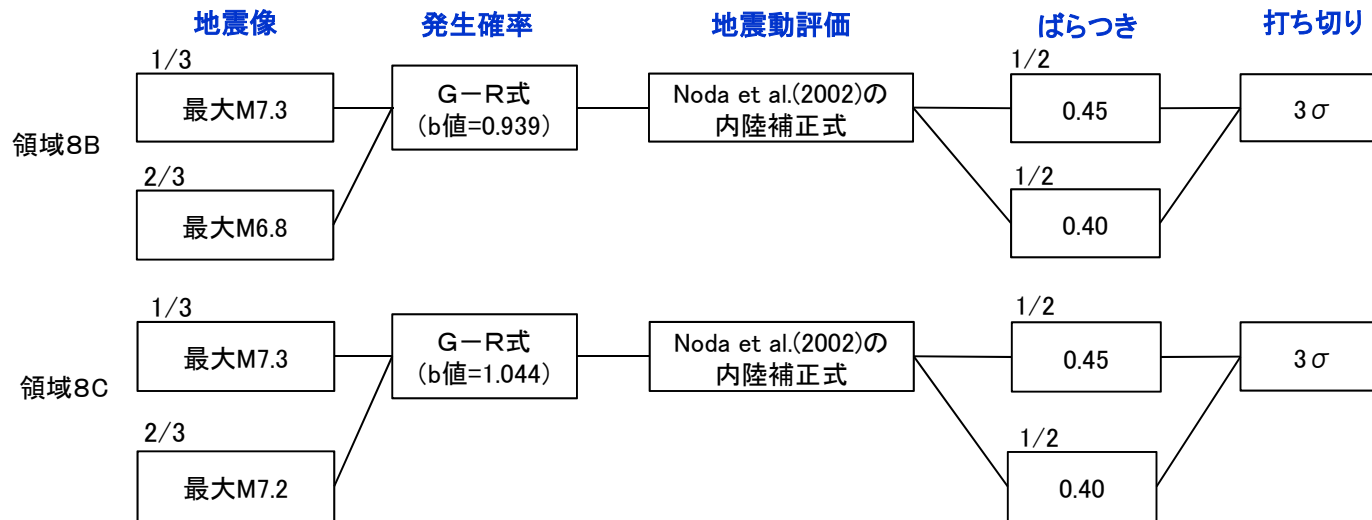 地震像 発生確率 地震動評価 ばらつき 打ち切り
領域8B
1/3
最大M7.3
2/3
最大M6.8
G-R式
(b値=0.939)
Noda et al.(2002)の
内陸補正式
1/2
0.45
1/2
0.40
3σ
領域8C
1/3
最大M7.3
2/3
最大M7.2
G-R式
(b値=1.044)
Noda et al.(2002)の
内陸補正式
1/2
0.45
1/2
0.40
3σ